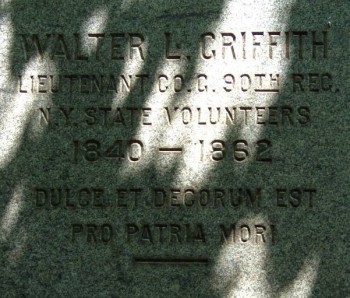 WALTER L. GRIFFITH
LIEUTENANT CO. C. 90TH REG.
N.Y. STATE VOLUNTEERS
1840 – 1862
DULCE ET DECORUM EST
PRO PATRIA MORI